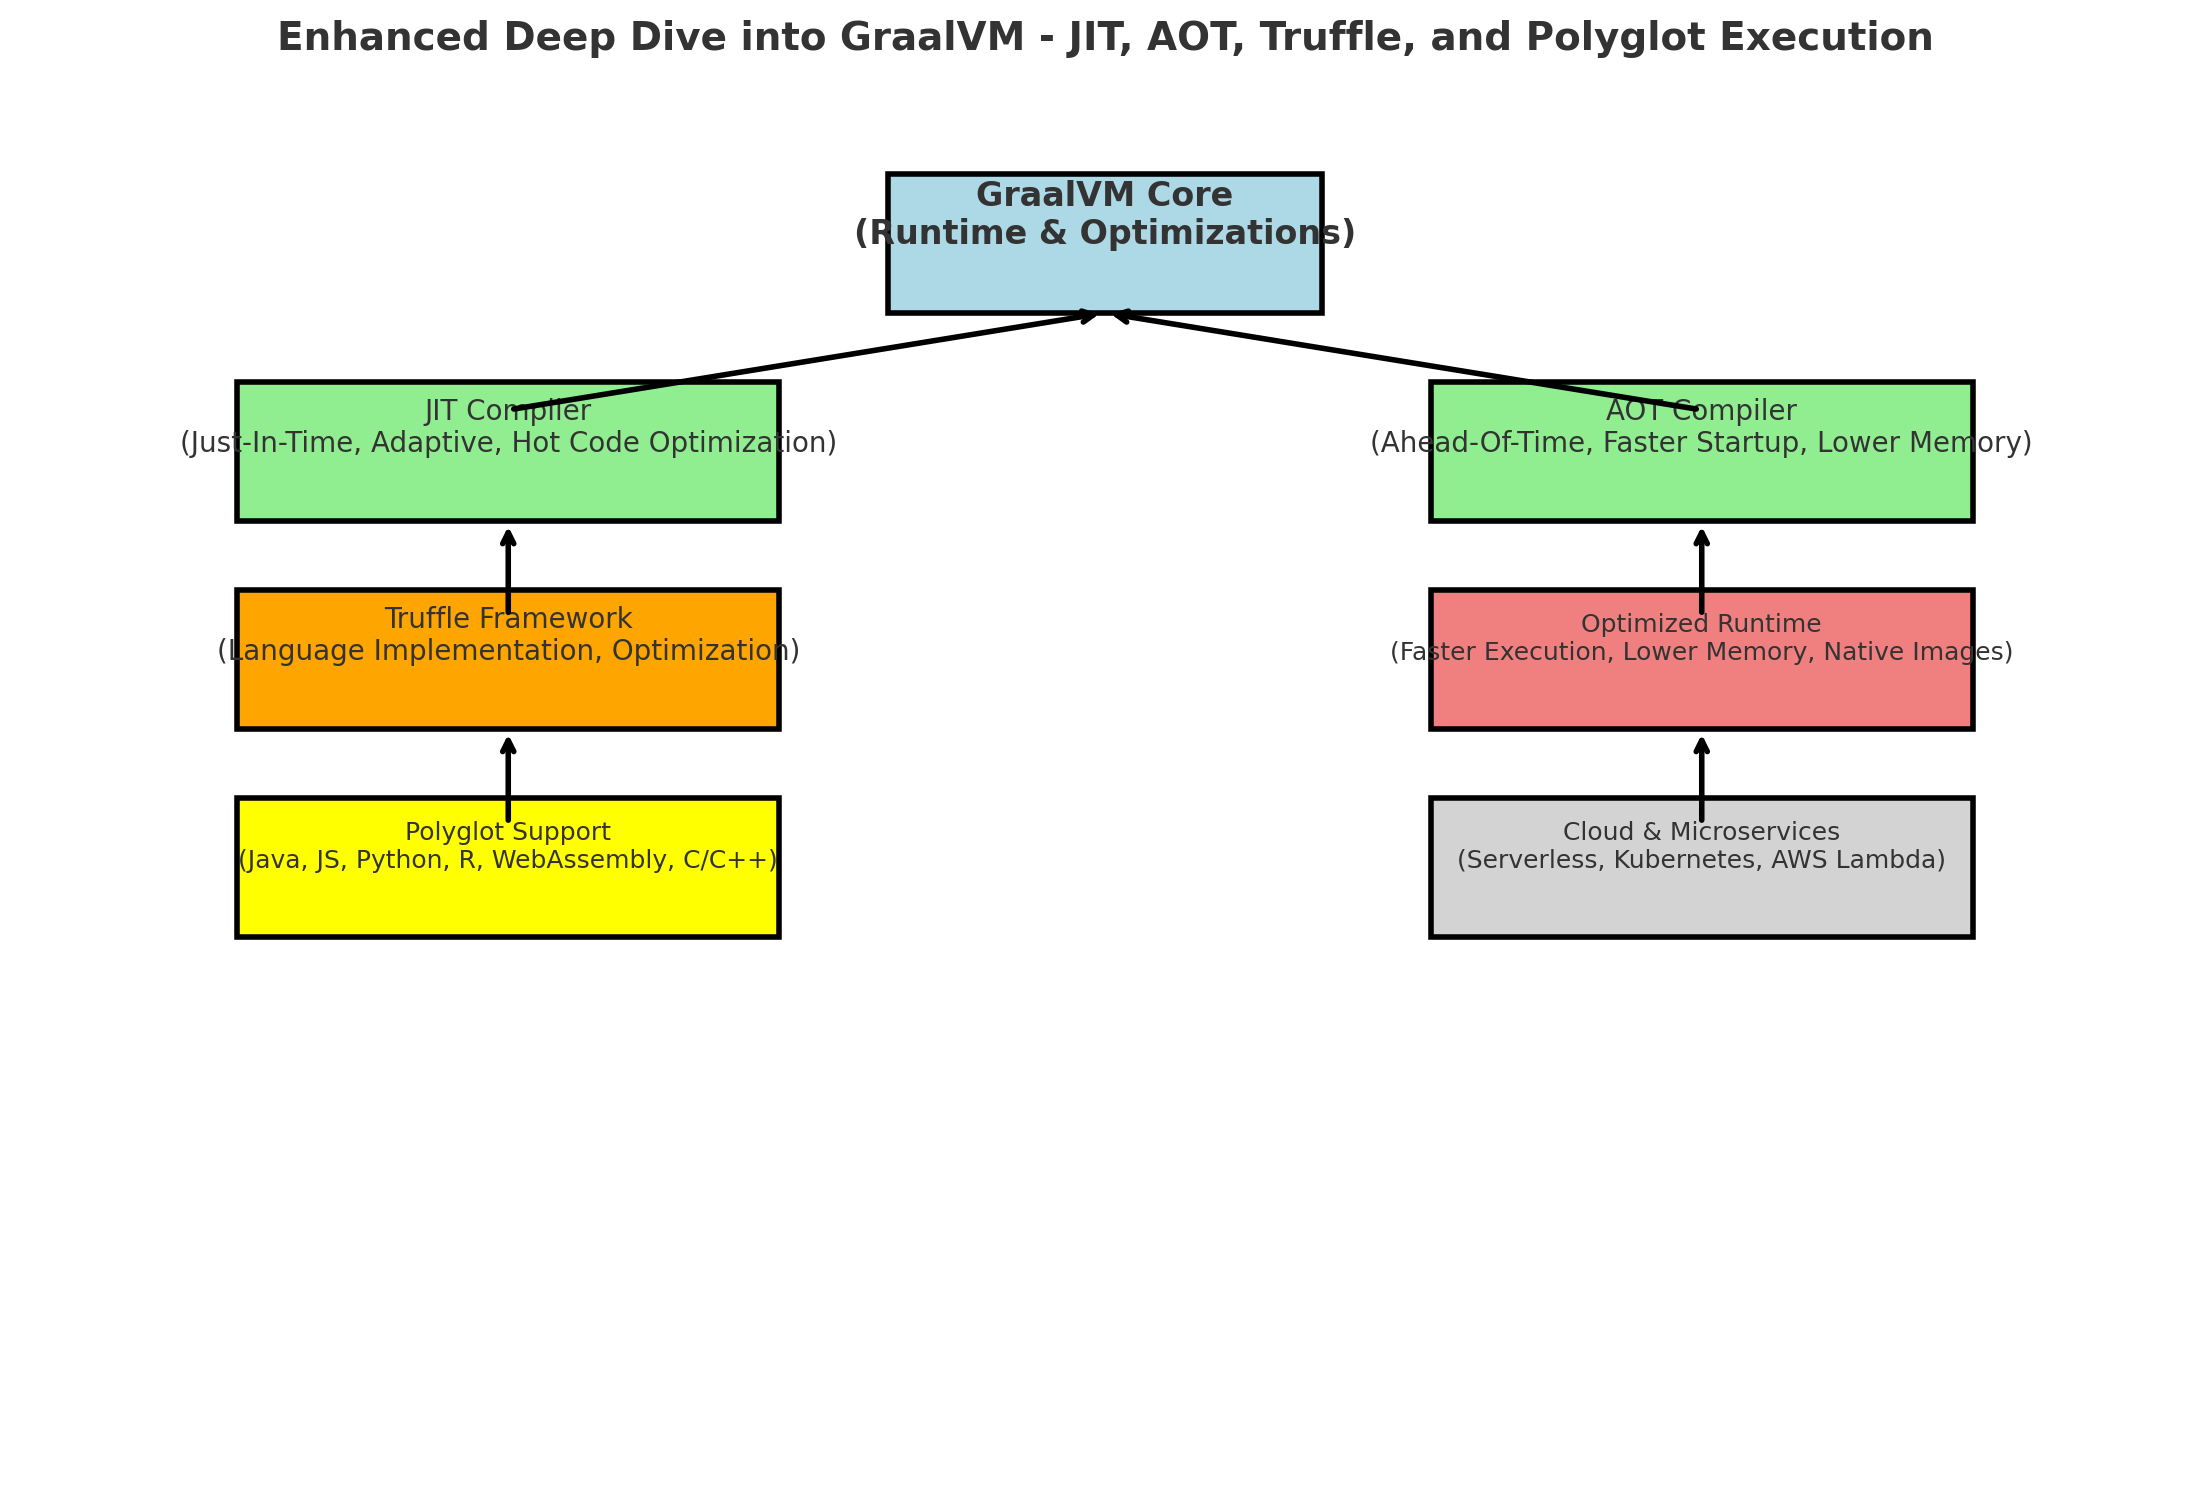 Enhanced Deep Dive into GraalVM - JIT, AOT, Truffle, and Polyglot Execution
GraalVM Core
(Runtime & Optimizations)
JIT Compiler
(Just-In-Time, Adaptive, Hot Code Optimization)
AOT Compiler
(Ahead-Of-Time, Faster Startup, Lower Memory)
Truffle Framework
(Language Implementation, Optimization)
Optimized Runtime
(Faster Execution, Lower Memory, Native Images)
Polyglot Support
(Java, JS, Python, R, WebAssembly, C/C++)
Cloud & Microservices
(Serverless, Kubernetes, AWS Lambda)